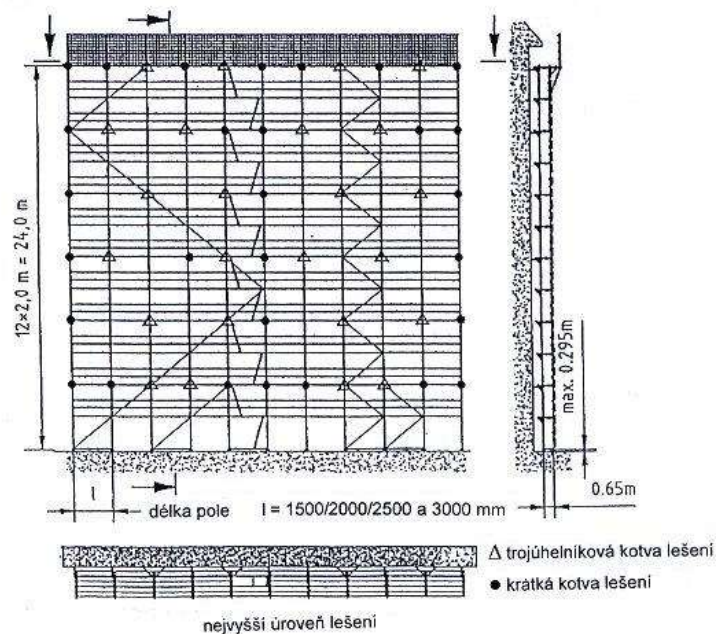 12×2,0 m = 24,0 m
max. 0.295m
0.65m
l
délka pole
l = 1500/2000/2500 a 3000 mm
Δ trojúhelníková kotva lešení
● krátká kotva lešení
nejvyšší úroveň lešení